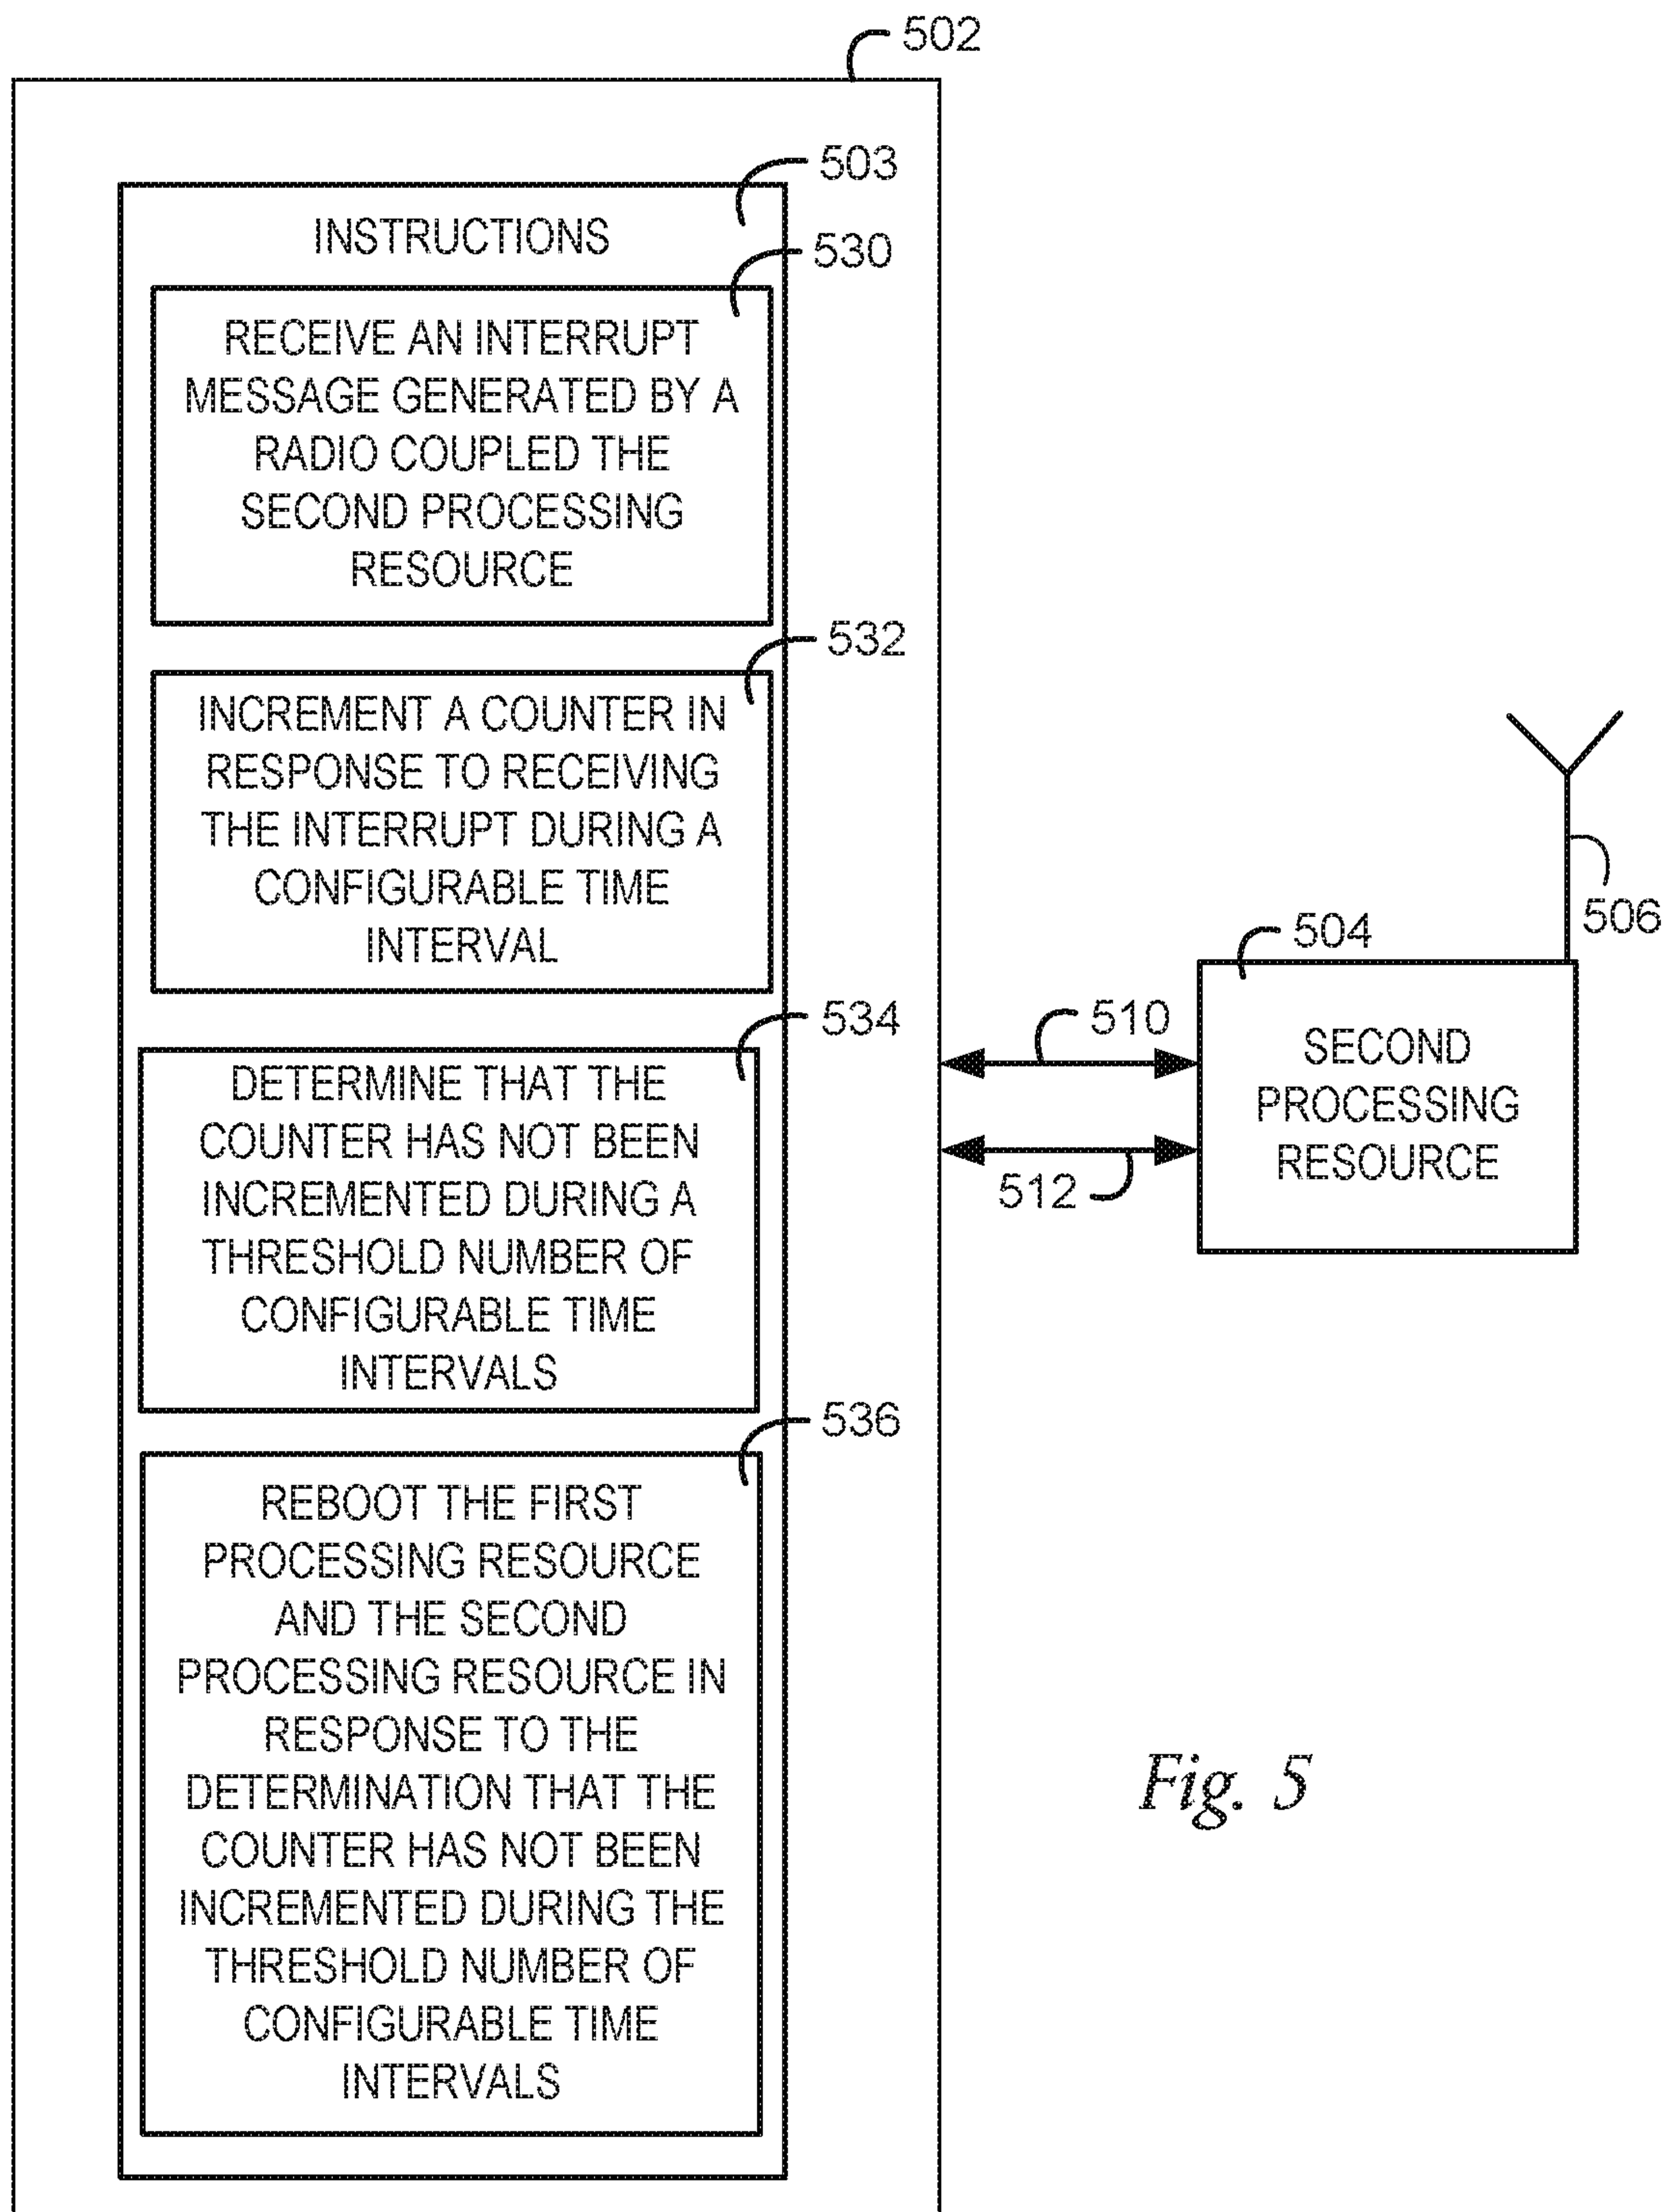 502
503
INSTRUCTIONS
530
RECEIVE AN INTERRUPT
MESSAGE GENERATED BY A
RADIO COUPLED THE
SECOND PROCESSING
RESOURCE
532
INCREMENT A COUNTER IN
RESPONSE TO RECEIVING
THE INTERRUPT DURING A
CONFIGURABLE TIME
INTERVAL
534
DETERMINE THAT THE
COUNTER HAS NOT BEEN
INCREMENTED DURING A
THRESHOLD NUMBER OF
CONFIGURABLE TIME
INTERVALS
536
REBOOT THE FIRST
PROCESSING RESOURCE
AND THE SECOND
PROCESSING RESOURCE IN
RESPONSE TO THE
DETERMINATION THAT THE
COUNTER HAS NOT BEEN
INCREMENTED DURING THE
THRESHOLD NUMBER OF
CONFIGURABLE TIME
INTERVALS
506
504
510
512
SECOND
PROCESSING
RESOURCE
Fig. 5